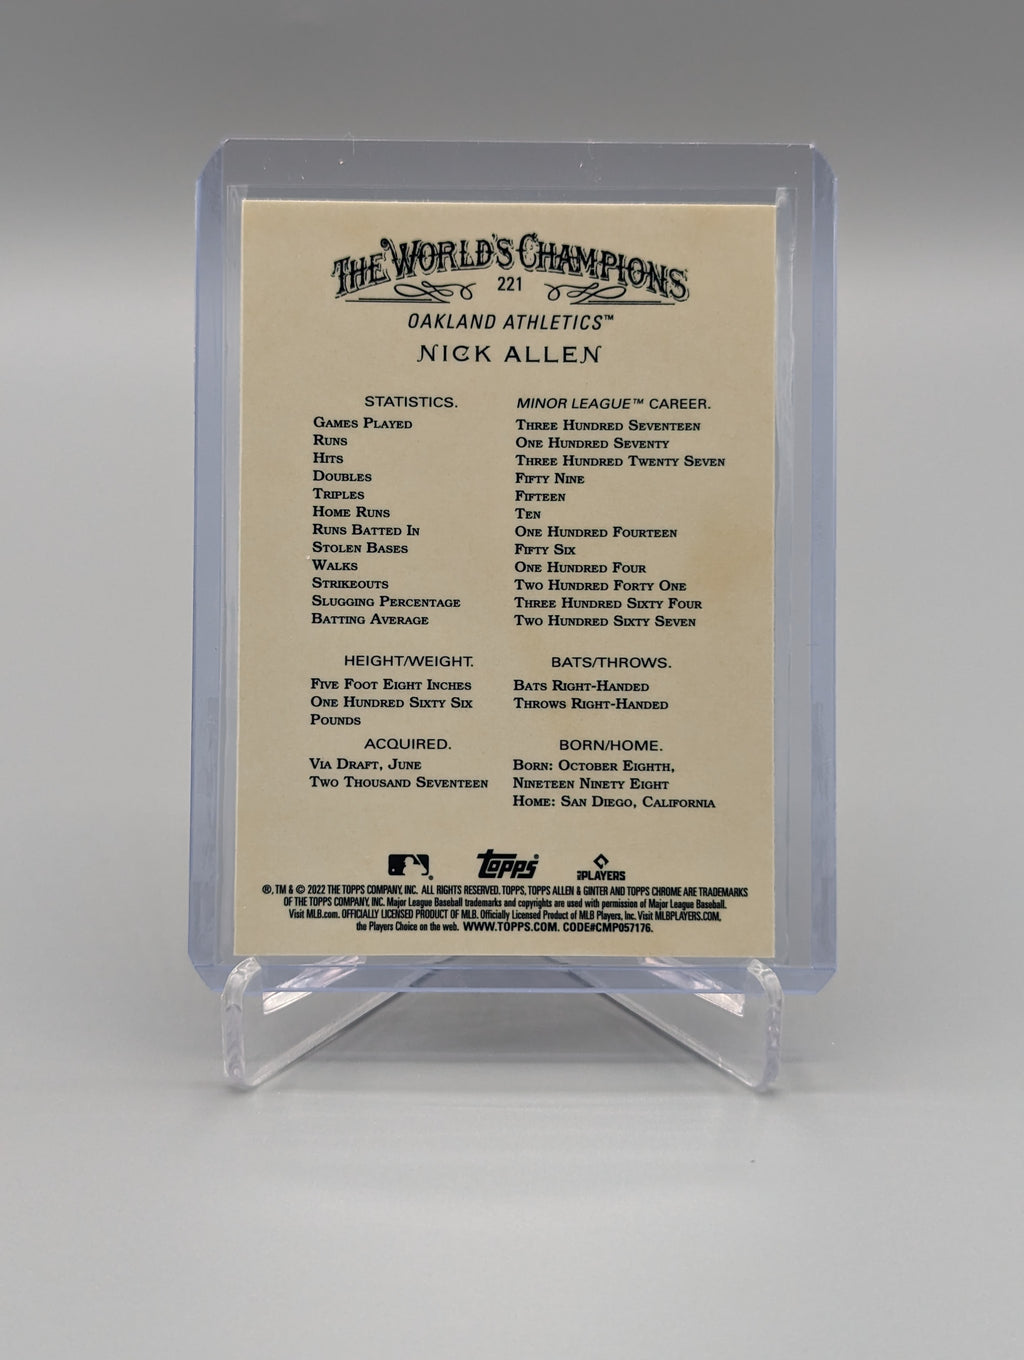 THE WORLD'S CHAMPIONS
221
OAKLAND ATHLETICS™
NICK ALLEN
STATISTICS. MINOR LEAGUE™ CAREER.
GAMES PLAYED THREE HUNDRED SEVENTEEN
RUNS ONE HUNDRED SEVENTY
HITS THREE HUNDRED TWENTY SEVEN
DOUBLES FIFTY NINE
TRIPLES FIFTEEN
HOME RUNS TEN
RUNS BATTED IN ONE HUNDRED FOURTEEN
STOLEN BASES FIFTY SIX
WALKS ONE HUNDRED FOUR
STRIKEOUTS TWO HUNDRED FORTY ONE
SLUGGING PERCENTAGE THREE HUNDRED SIXTY FOUR
BATTING AVERAGE TWO HUNDRED SIXTY SEVEN
HEIGHT/WEIGHT.
FIVE FOOT EIGHT INCHES
ONE HUNDRED SIXTY SIX
POUNDS
BATS/THROWS.
BATS RIGHT-HANDED
THROWS RIGHT-HANDED
ACQUIRED.
VIA DRAFT, JUNE
TWO THOUSAND SEVENTEEN
BORN/HOME.
BORN: OCTOBER EIGHTH,
NINETEEN NINETY EIGHT
HOME: SAN DIEGO, CALIFORNIA
topps PLAYERS
®, TM & © 2022 THE TOPPS COMPANY, INC. ALL RIGHTS RESERVED. TOPPS, TOPPS ALLEN & GINTER AND TOPPS CHROME ARE TRADEMARKS
OF THE TOPPS COMPANY, INC. Major League Baseball trademarks and copyrights are used with permission of Major League Baseball.
Visit MLB.com. OFFICIALLY LICENSED PRODUCT OF MLB. Officially Licensed Product of MLB Players, Inc. Visit MLBPLAYERS.COM,
the Players Choice on the web. WWW.TOPPS.COM. CODE#CMP057176.